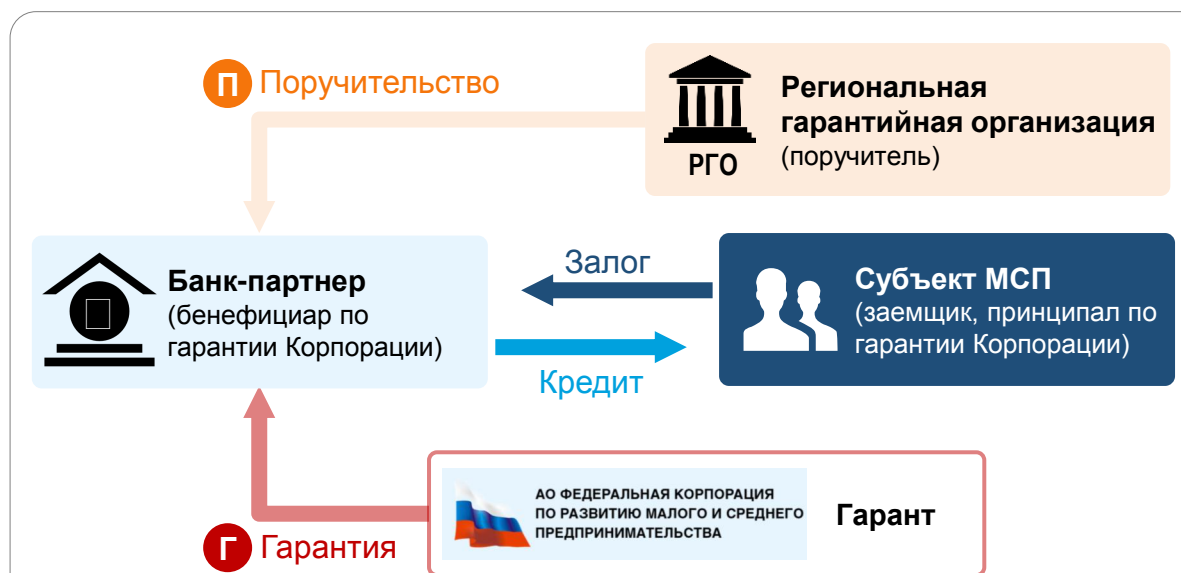 П Поручительство
Региональная
гарантийная организация
(поручитель)
РГО
Банк-партнер
(бенефициар по
гарантии Корпорации)
Залог
Кредит
Субъект МСП
(заемщик, принципал по
гарантии Корпорации)
АО ФЕДЕРАЛЬНАЯ КОРПОРАЦИЯ
ПО РАЗВИТИЮ МАЛОГО И СРЕДНЕГО
ПРЕДПРИНИМАТЕЛЬСТВА
Гарант
Г Гарантия